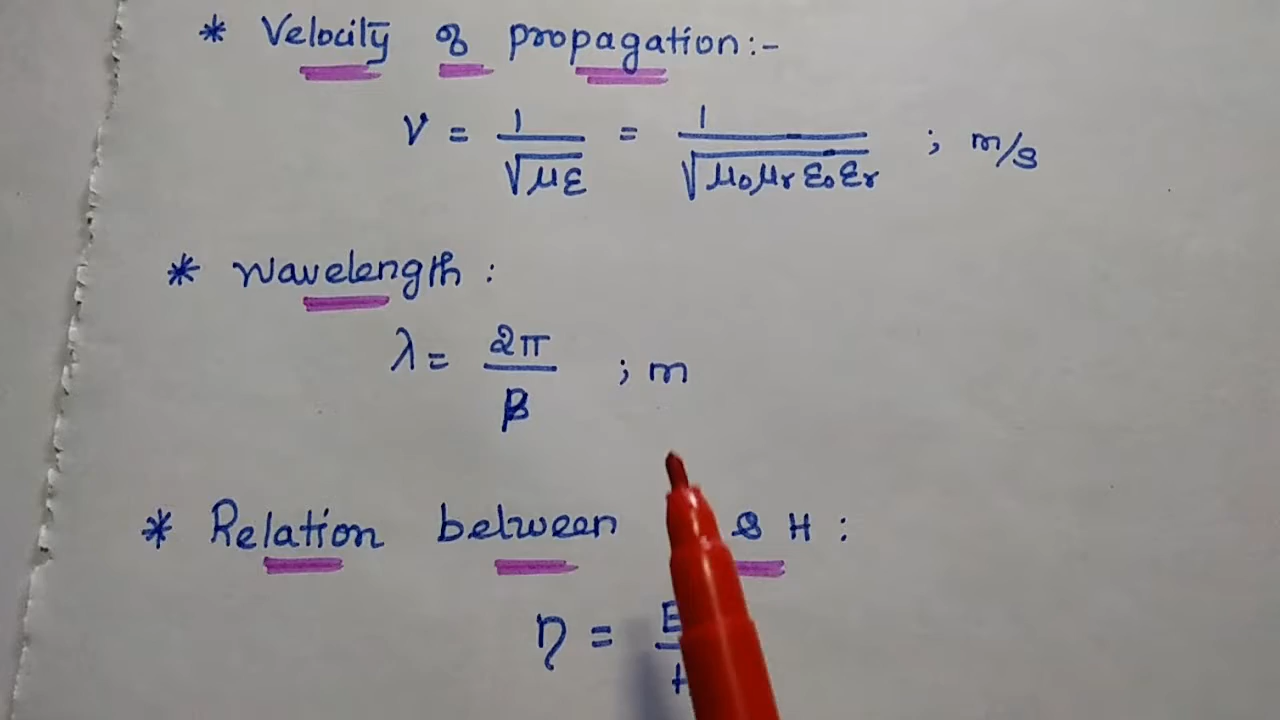 * Velocity of propagation:-
V = 1/√με = 1/√μ₀μᵣε₀εᵣ ; m/s
* Wavelength :
λ = 2π/β ; m
* Relation between & H :
η = E/H